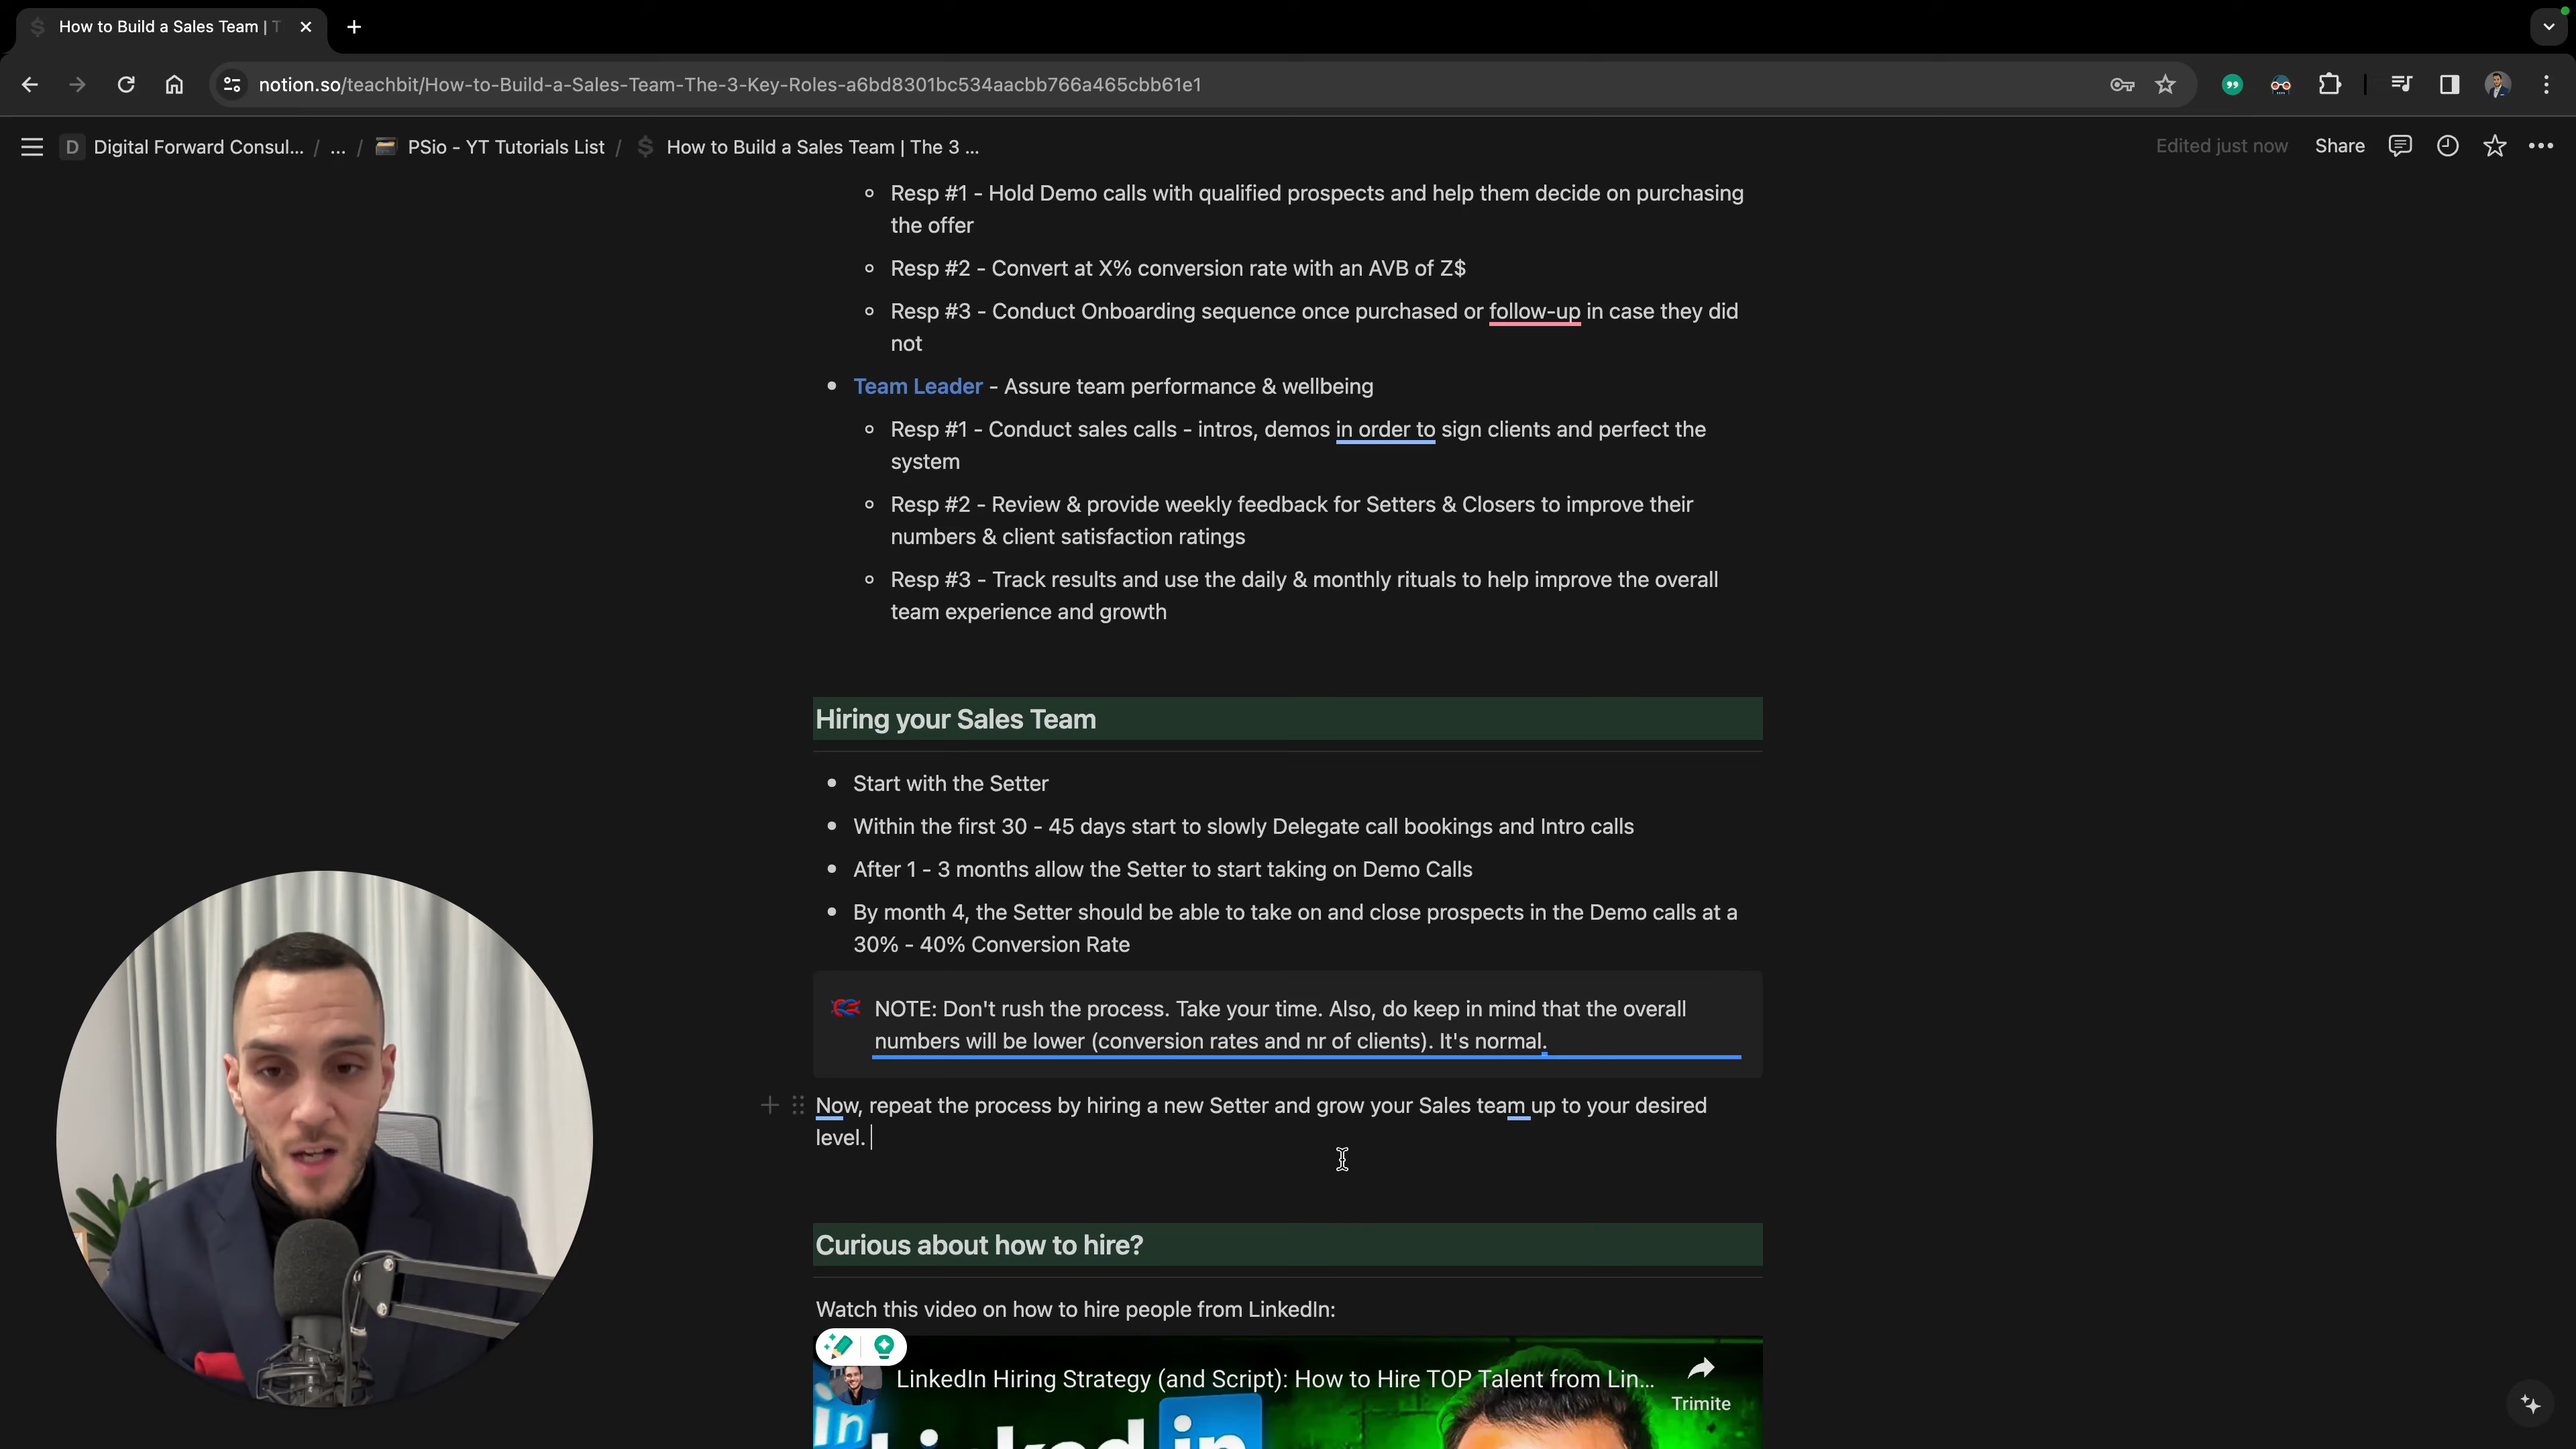 How to Build a Sales Team | T
notion.so/teachbit/How-to-Build-a-Sales-Team-The-3-Key-Roles-a6bd8301bc534aacbb766a465cbb61e1
D Digital Forward Consul... / ... / PSio - YT Tutorials List / How to Build a Sales Team | The 3 ...
Edited just now Share
Resp #1 - Hold Demo calls with qualified prospects and help them decide on purchasing
the offer
Resp #2 - Convert at X% conversion rate with an AVB of Z$
Resp #3 - Conduct Onboarding sequence once purchased or follow-up in case they did
not
Team Leader - Assure team performance & wellbeing
Resp #1 - Conduct sales calls - intros, demos in order to sign clients and perfect the
system
Resp #2 - Review & provide weekly feedback for Setters & Closers to improve their
numbers & client satisfaction ratings
Resp #3 - Track results and use the daily & monthly rituals to help improve the overall
team experience and growth
Hiring your Sales Team
Start with the Setter
Within the first 30 - 45 days start to slowly Delegate call bookings and Intro calls
After 1 - 3 months allow the Setter to start taking on Demo Calls
By month 4, the Setter should be able to take on and close prospects in the Demo calls at a
30% - 40% Conversion Rate
NOTE: Don't rush the process. Take your time. Also, do keep in mind that the overall
numbers will be lower (conversion rates and nr of clients). It's normal.
Now, repeat the process by hiring a new Setter and grow your Sales team up to your desired
level.
Curious about how to hire?
Watch this video on how to hire people from LinkedIn:
LinkedIn Hiring Strategy (and Script): How to Hire TOP Talent from Lin...
Trimite
in
Linked in